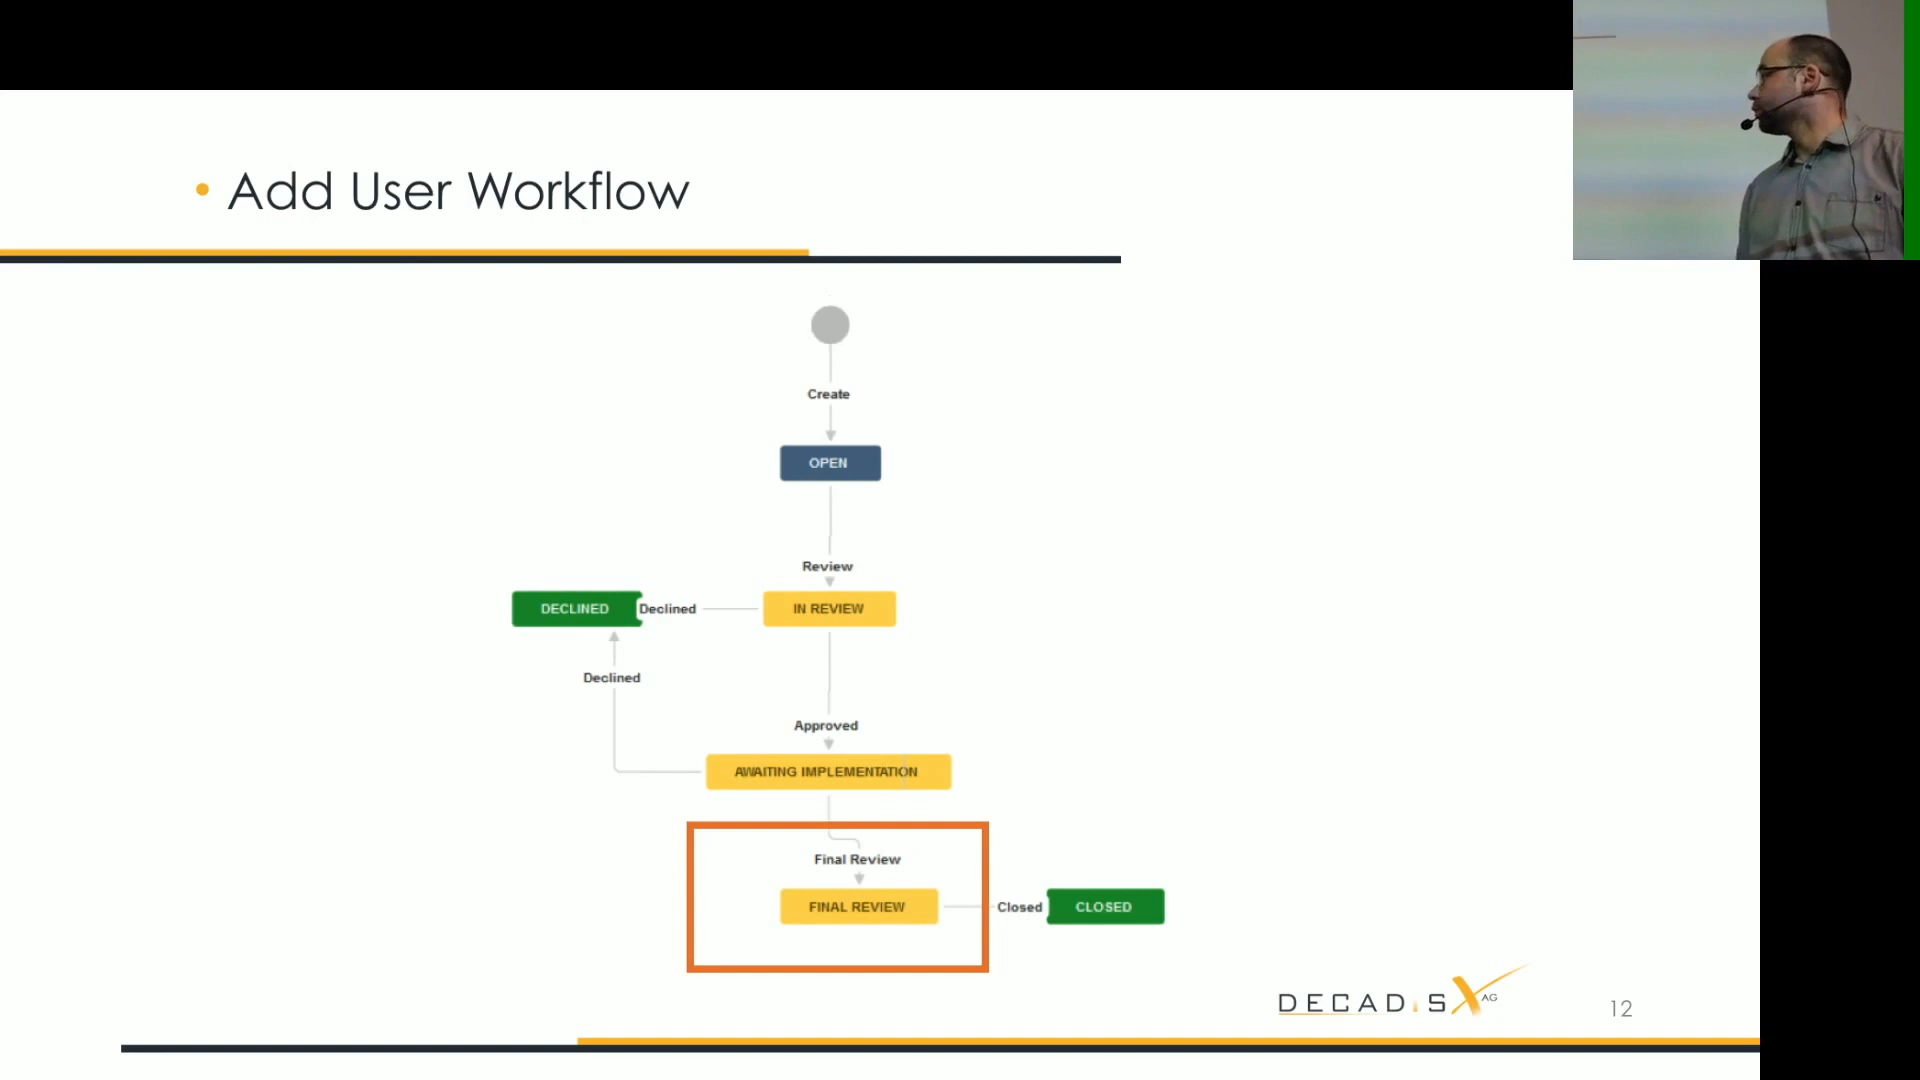 • Add User Workflow
Create
OPEN
Review
DECLINED Declined IN REVIEW
Declined
Approved
AWAITING IMPLEMENTATION
Final Review
FINAL REVIEW Closed CLOSED
DECADiS AG
12